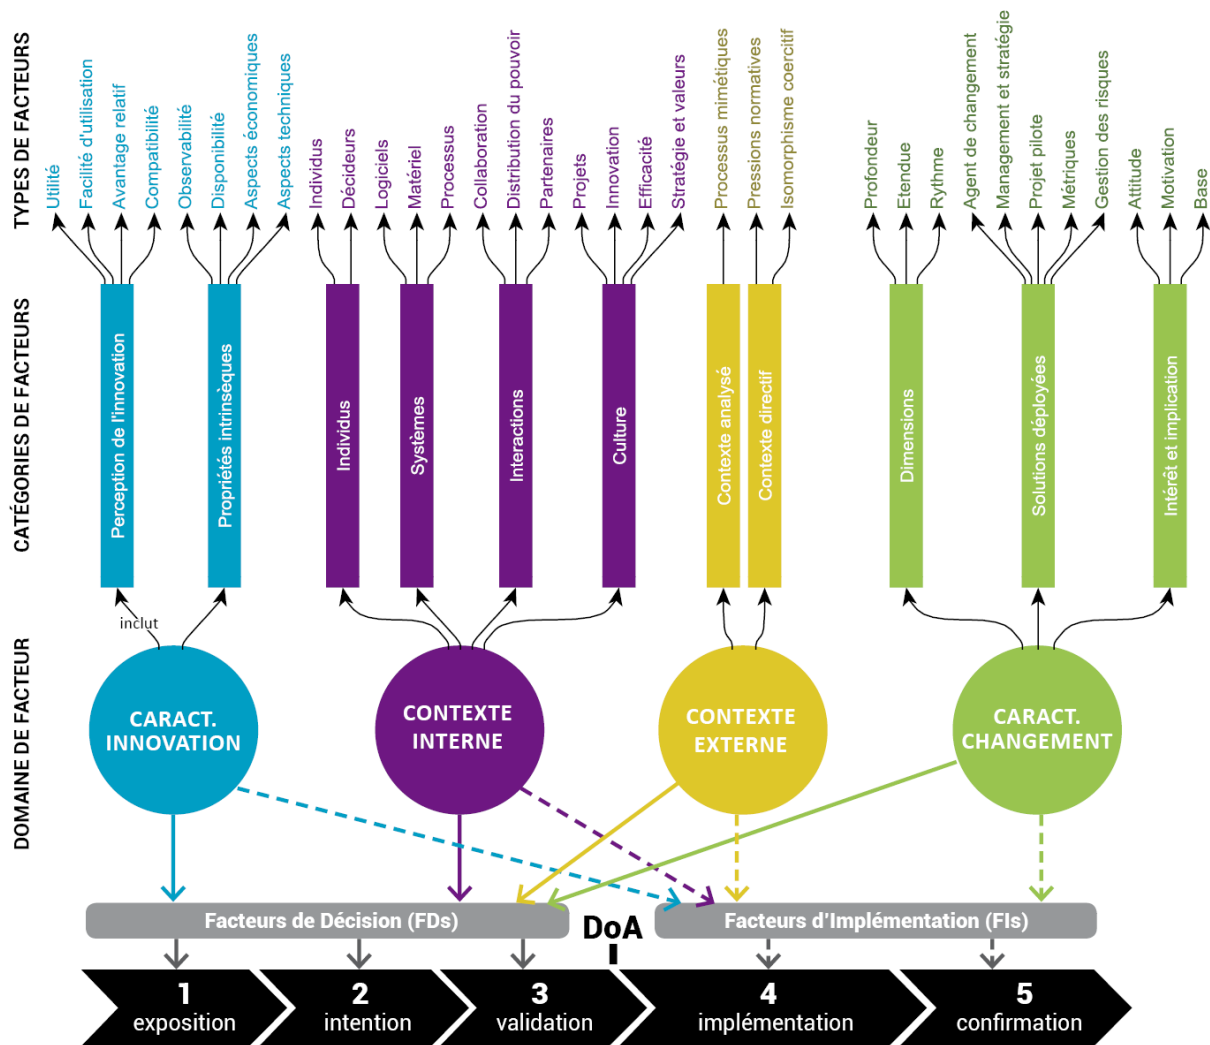 TYPES DE FACTEURS
Utilité
Facilité d'utilisation
Avantage relatif
Compatibilité
Observabilité
Disponibilité
Aspects économiques
Aspects techniques
Individus
Décideurs
Logiciels
Matériel
Processus
Collaboration
Distribution du pouvoir
Partenaires
Projets
Innovation
Efficacité
Stratégie et valeurs
Processus mimétiques
Pressions normatives
Isomorphisme coercitif
Profondeur
Etendue
Rythme
Agent de changement
Management et stratégie
Projet pilote
Métriques
Gestion des risques
Attitude
Motivation
Base
CATÉGORIES DE FACTEURS
Perception de l'innovation
Propriétés intrinsèques
Individus
Systèmes
Interactions
Culture
Contexte analysé
Contexte directif
Dimensions
Solutions déployées
Intérêt et implication
inclut
DOMAINE DE FACTEUR
CARACT.
INNOVATION
CONTEXTE
INTERNE
CONTEXTE
EXTERNE
CARACT.
CHANGEMENT
Facteurs de Décision (FDs)
DoA
Facteurs d'Implémentation (FIs)
1
exposition
2
intention
3
validation
4
implémentation
5
confirmation